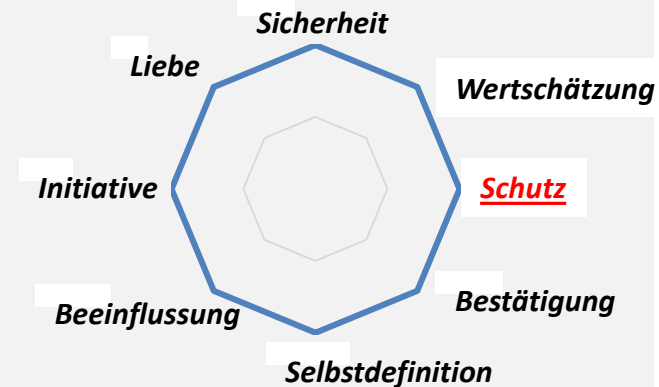 Sicherheit
Liebe
Wertschätzung
Initiative
Schutz
Beeinflussung
Bestätigung
Selbstdefinition